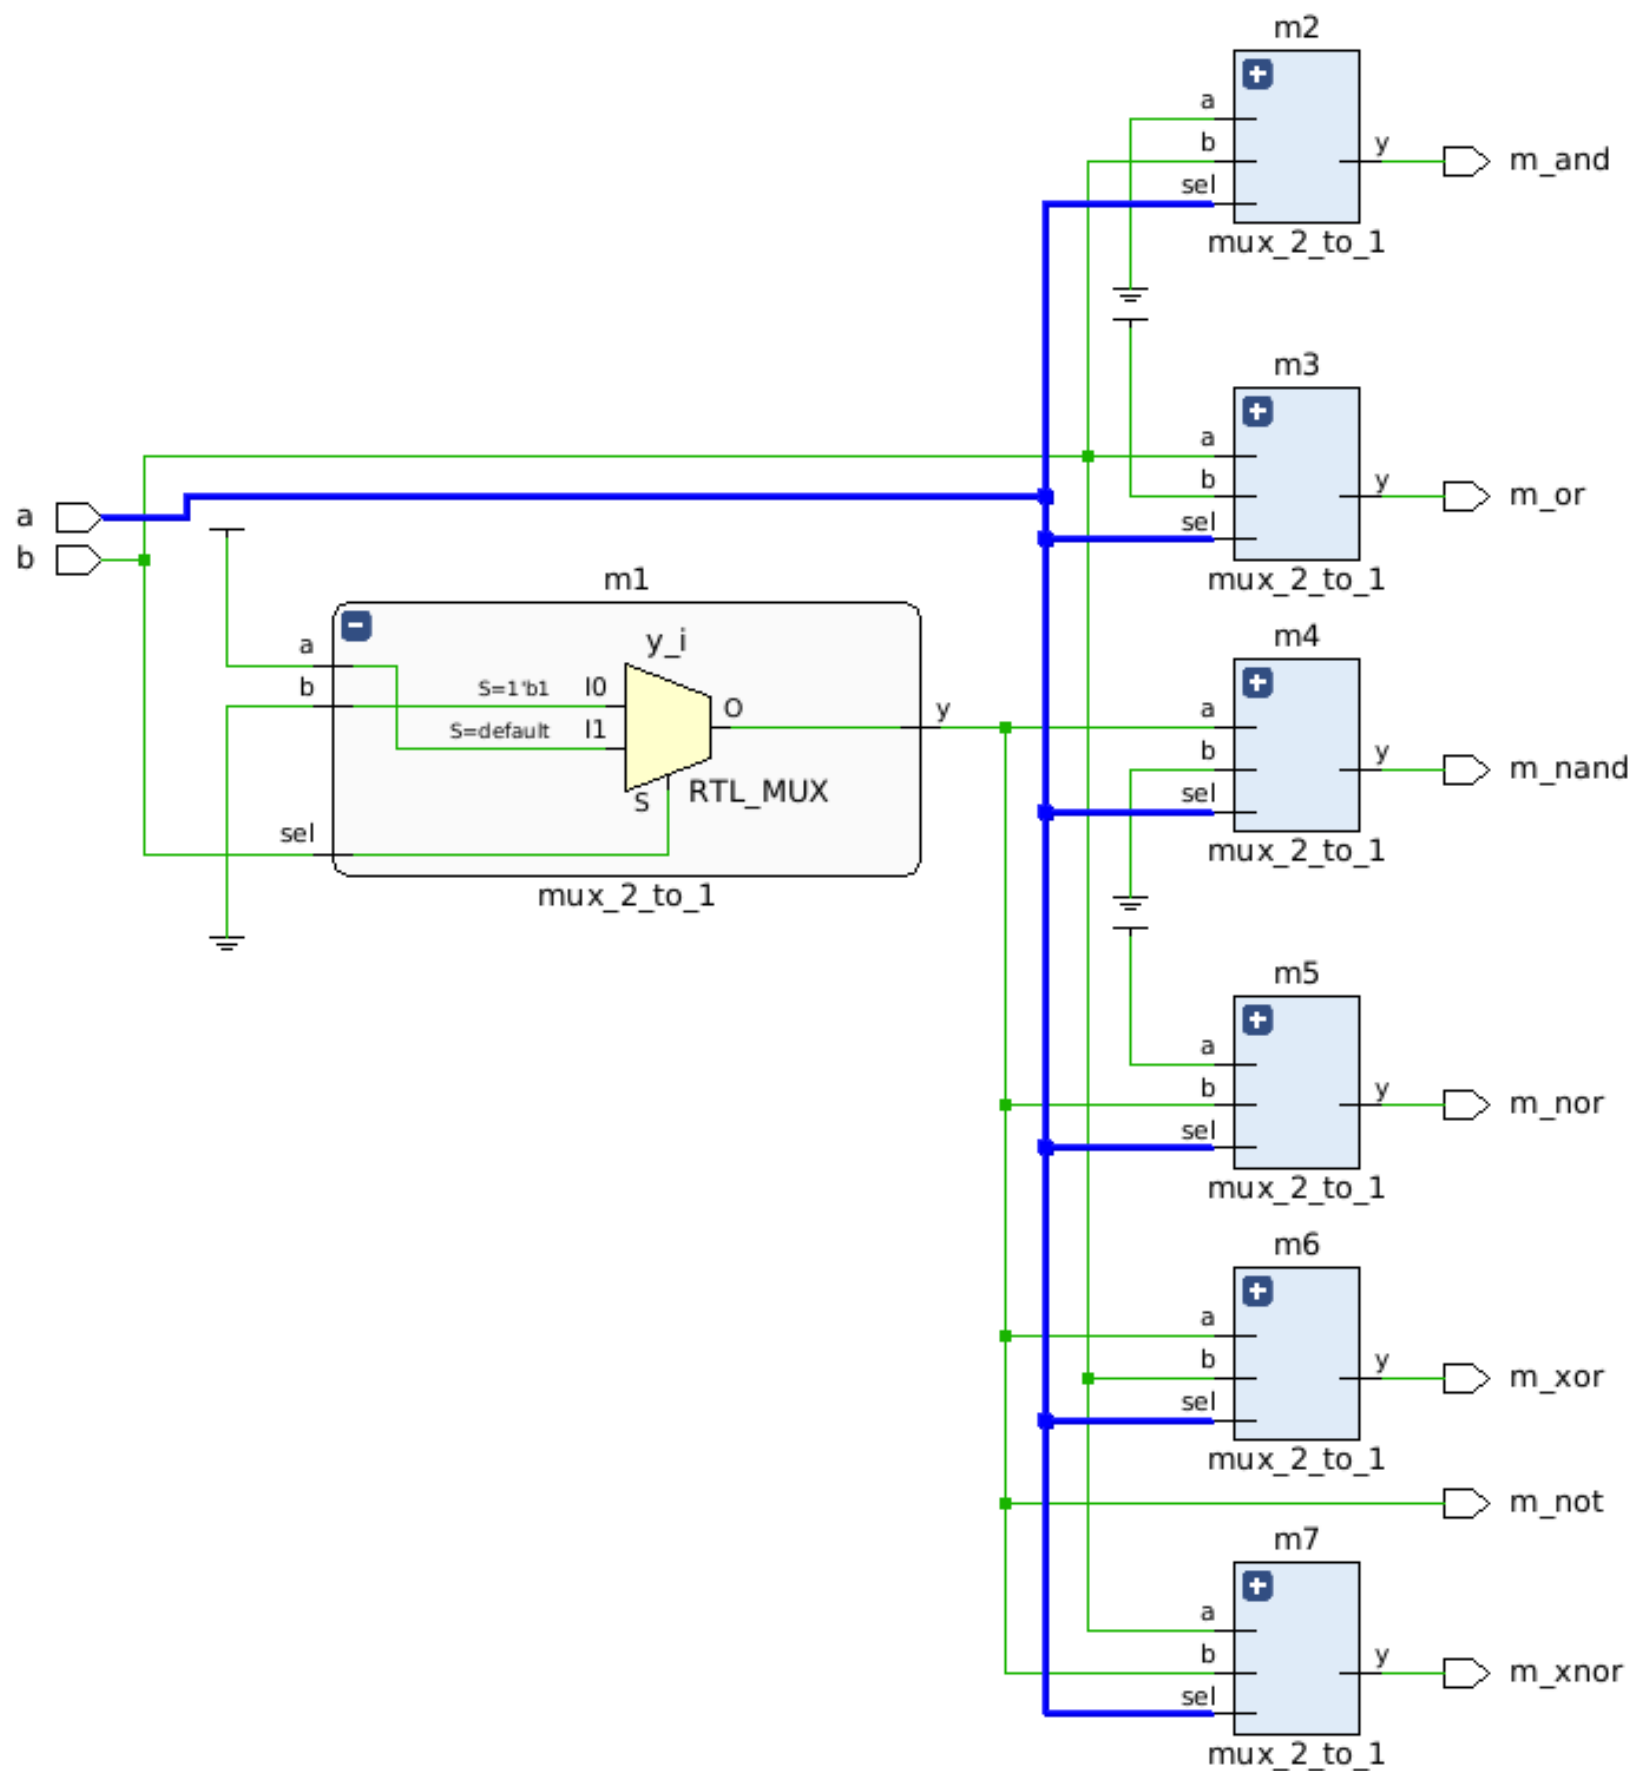 m2
a
b
sel
y
m_and
mux_2_to_1
m3
a
b
sel
y
m_or
mux_2_to_1
a
b
m1
y_i
a
b
sel
S=1'b1
I0
S=default
I1
S
O
RTL_MUX
y
mux_2_to_1
m4
a
b
sel
y
m_nand
mux_2_to_1
m5
a
b
sel
y
m_nor
mux_2_to_1
m6
a
b
sel
y
m_xor
mux_2_to_1
m_not
m7
a
b
sel
y
m_xnor
mux_2_to_1